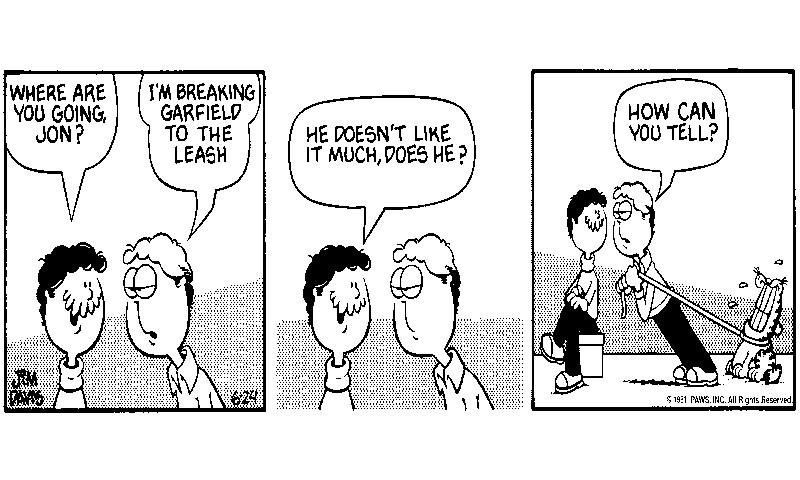 WHERE ARE
YOU GOING,
JON?
I'M BREAKING
GARFIELD
TO THE
LEASH
JIM
DAVIS
6-24
HE DOESN'T LIKE
IT MUCH, DOES HE?
HOW CAN
YOU TELL?
© 1981 PAWS, INC. All Rights Reserved.